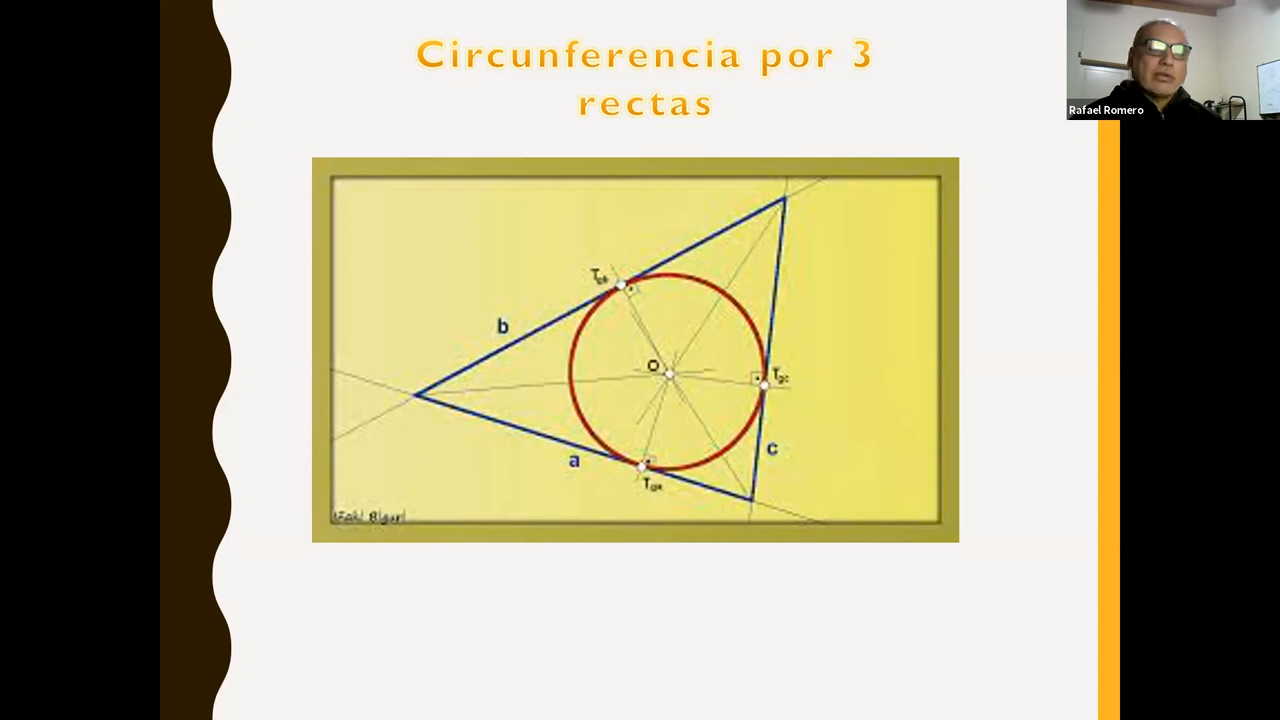 Circunferencia por 3
rectas
Rafael Romero
b
O
a
c